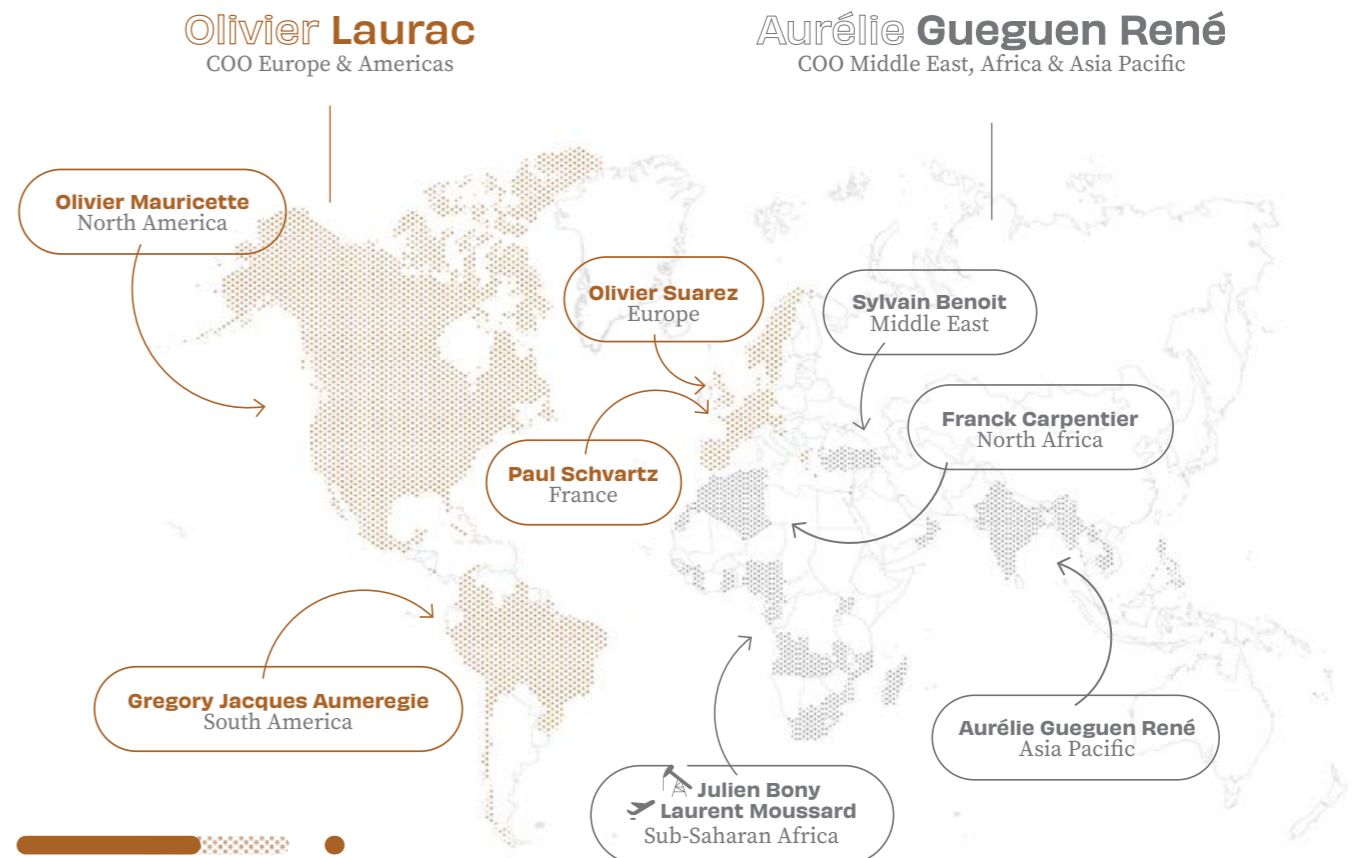 Olivier Laurac
COO Europe & Americas
Aurélie Gueguen René
COO Middle East, Africa & Asia Pacific
Olivier Mauricette
North America
Olivier Suarez
Europe
Sylvain Benoit
Middle East
Franck Carpentier
North Africa
Paul Schvartz
France
Gregory Jacques Aumeregie
South America
Aurélie Gueguen René
Asia Pacific
Julien Bony
Laurent Moussard
Sub-Saharan Africa